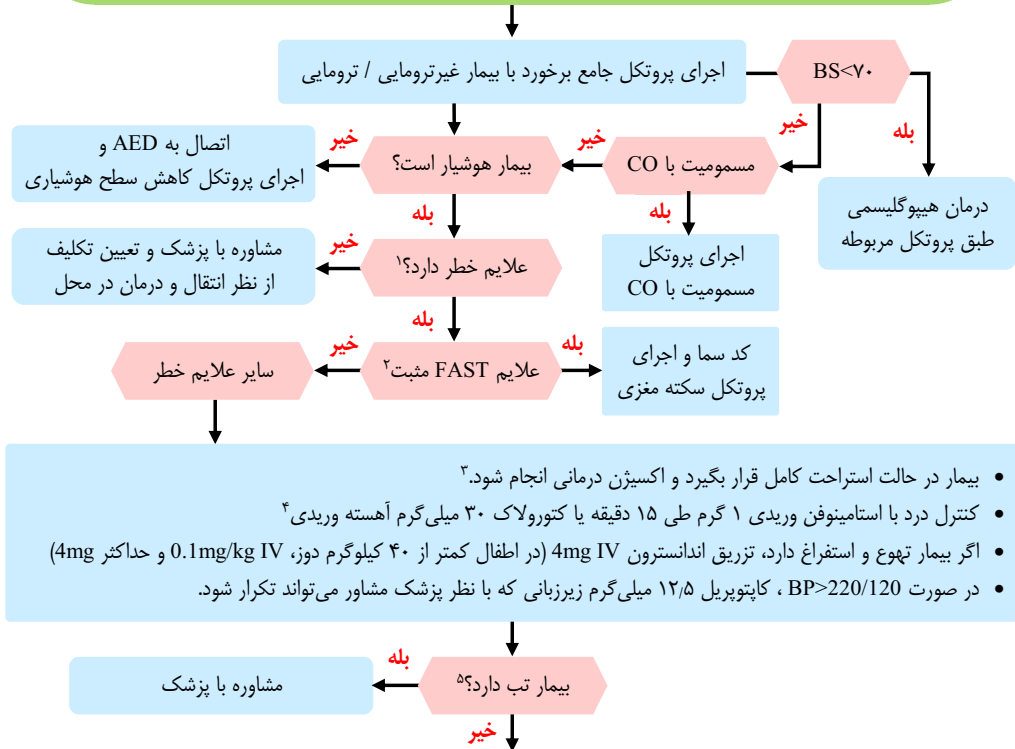 اجرای پروتکل جامع برخورد با بیمار غیرترومایی / ترومایی
BS<۷۰
بله
درمان هیپوگلیسمی
طبق پروتکل مربوطه
خیر
مسمومیت با CO
بله
اجرای پروتکل
مسمومیت با CO
خیر
بیمار هوشیار است؟
خیر
اتصال به AED و
اجرای پروتکل کاهش سطح هوشیاری
بله
علایم خطر دارد؟۱
خیر
مشاوره با پزشک و تعیین تکلیف
از نظر انتقال و درمان در محل
بله
علایم FAST مثبت۲
بله
کد سما و اجرای
پروتکل سکته مغزی
خیر
سایر علایم خطر
• بیمار در حالت استراحت کامل قرار بگیرد و اکسیژن درمانی انجام شود.۳
• کنترل درد با استامینوفن وریدی ۱ گرم طی ۱۵ دقیقه یا کتورولاک ۳۰ میلی‌گرم آهسته وریدی۴
• اگر بیمار تهوع و استفراغ دارد، تزریق اندانسترون 4mg IV (در اطفال کمتر از ۴۰ کیلوگرم دوز، 0.1mg/kg IV و حداکثر 4mg)
• در صورت BP>220/120 ، کاپتوپریل ۱۲٫۵ میلی‌گرم زیرزبانی که با نظر پزشک مشاور می‌تواند تکرار شود.
بیمار تب دارد؟۵
بله
مشاوره با پزشک
خیر